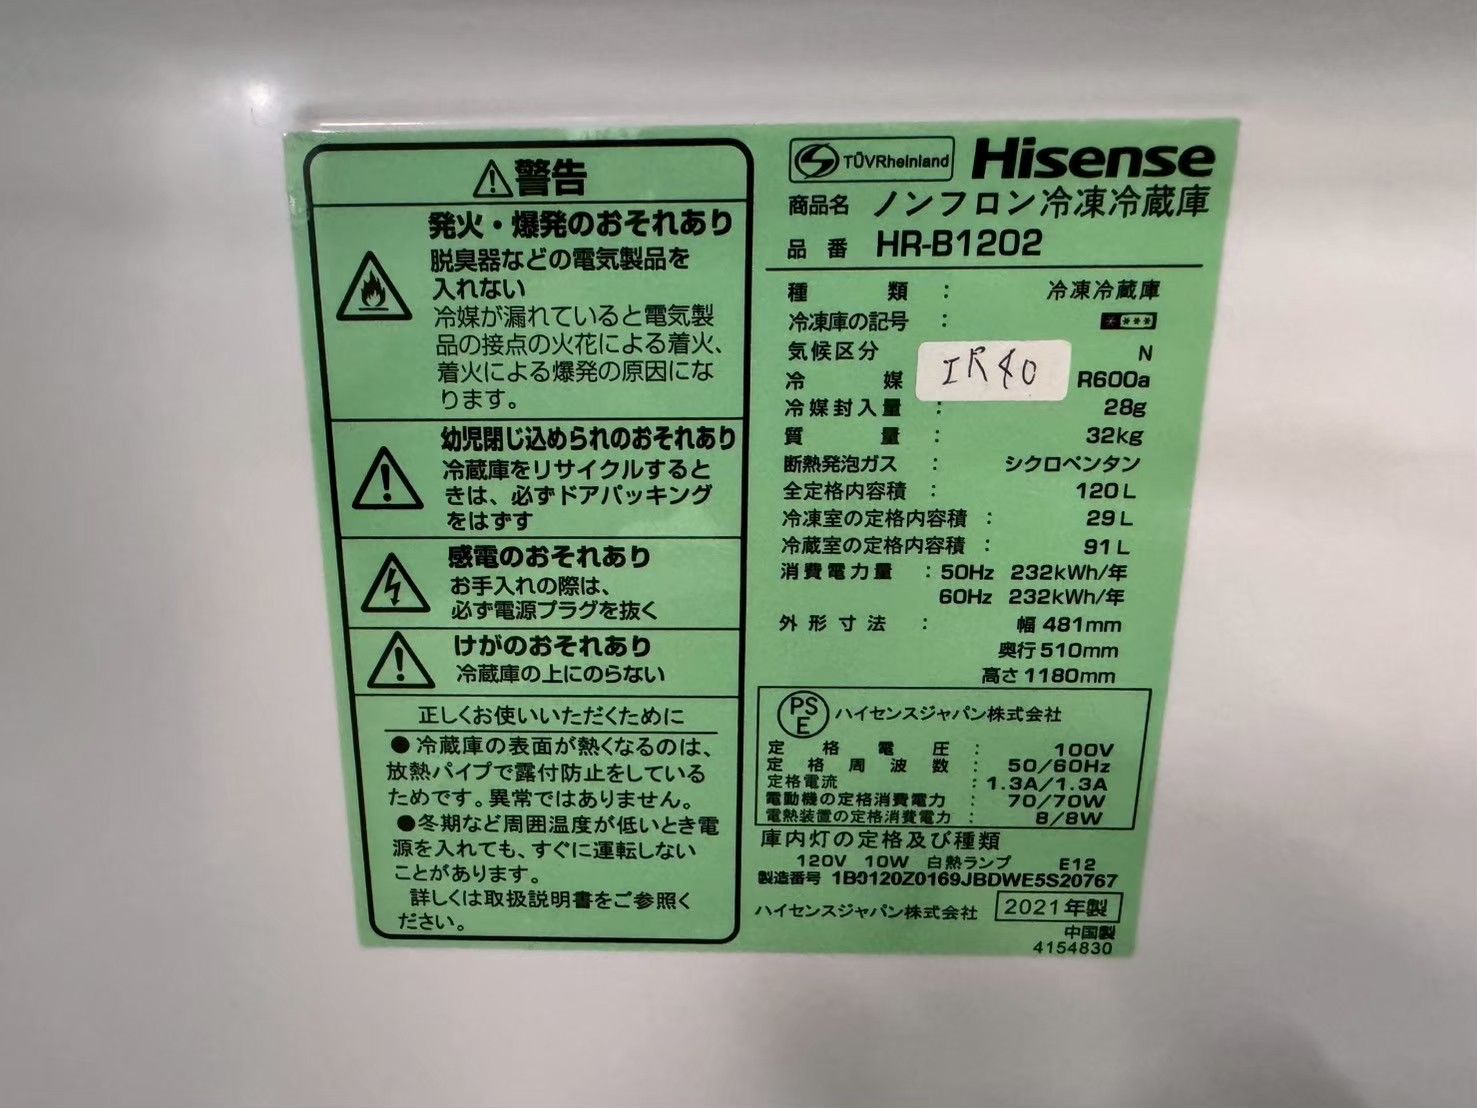 警告
発火・爆発のおそれあり
脱臭器などの電気製品を
入れない
冷媒が漏れていると電気製
品の接点の火花による着火、
着火による爆発の原因にな
ります。
幼児閉じ込められのおそれあり
冷蔵庫をリサイクルすると
きは、必ずドアパッキング
をはずす
感電のおそれあり
お手入れの際は、
必ず電源プラグを抜く
けがのおそれあり
冷蔵庫の上にのらない
正しくお使いいただくために
●冷蔵庫の表面が熱くなるのは、
放熱パイプで露付防止をしている
ためです。異常ではありません。
●冬期など周囲温度が低いとき電
源を入れても、すぐに運転しない
ことがあります。
詳しくは取扱説明書をご参照く
ださい。
TÜVRheinland Hisense
商品名 ノンフロン冷凍冷蔵庫
品番 HR-B1202
種類 : 冷凍冷蔵庫
冷凍庫の記号 : ****
気候区分 N
IR40
冷媒 R600a
冷媒封入量 : 28g
質量 : 32kg
断熱発泡ガス : シクロペンタン
全定格内容積 : 120L
冷凍室の定格内容積 : 29L
冷蔵室の定格内容積 : 91L
消費電力量 : 50Hz 232kWh/年
60Hz 232kWh/年
外形寸法 : 幅481mm
奥行510mm
高さ1180mm
PSE ハイセンスジャパン株式会社
定格電圧 : 100V
定格周波数 : 50/60Hz
定格電流 : 1.3A/1.3A
電動機の定格消費電力 : 70/70W
電熱装置の定格消費電力 : 8/8W
庫内灯の定格及び種類
120V 10W 白熱ランプ E12
製造番号 1B0120Z0169JBDWE5S20767
ハイセンスジャパン株式会社 2021年製
中国製
4154830